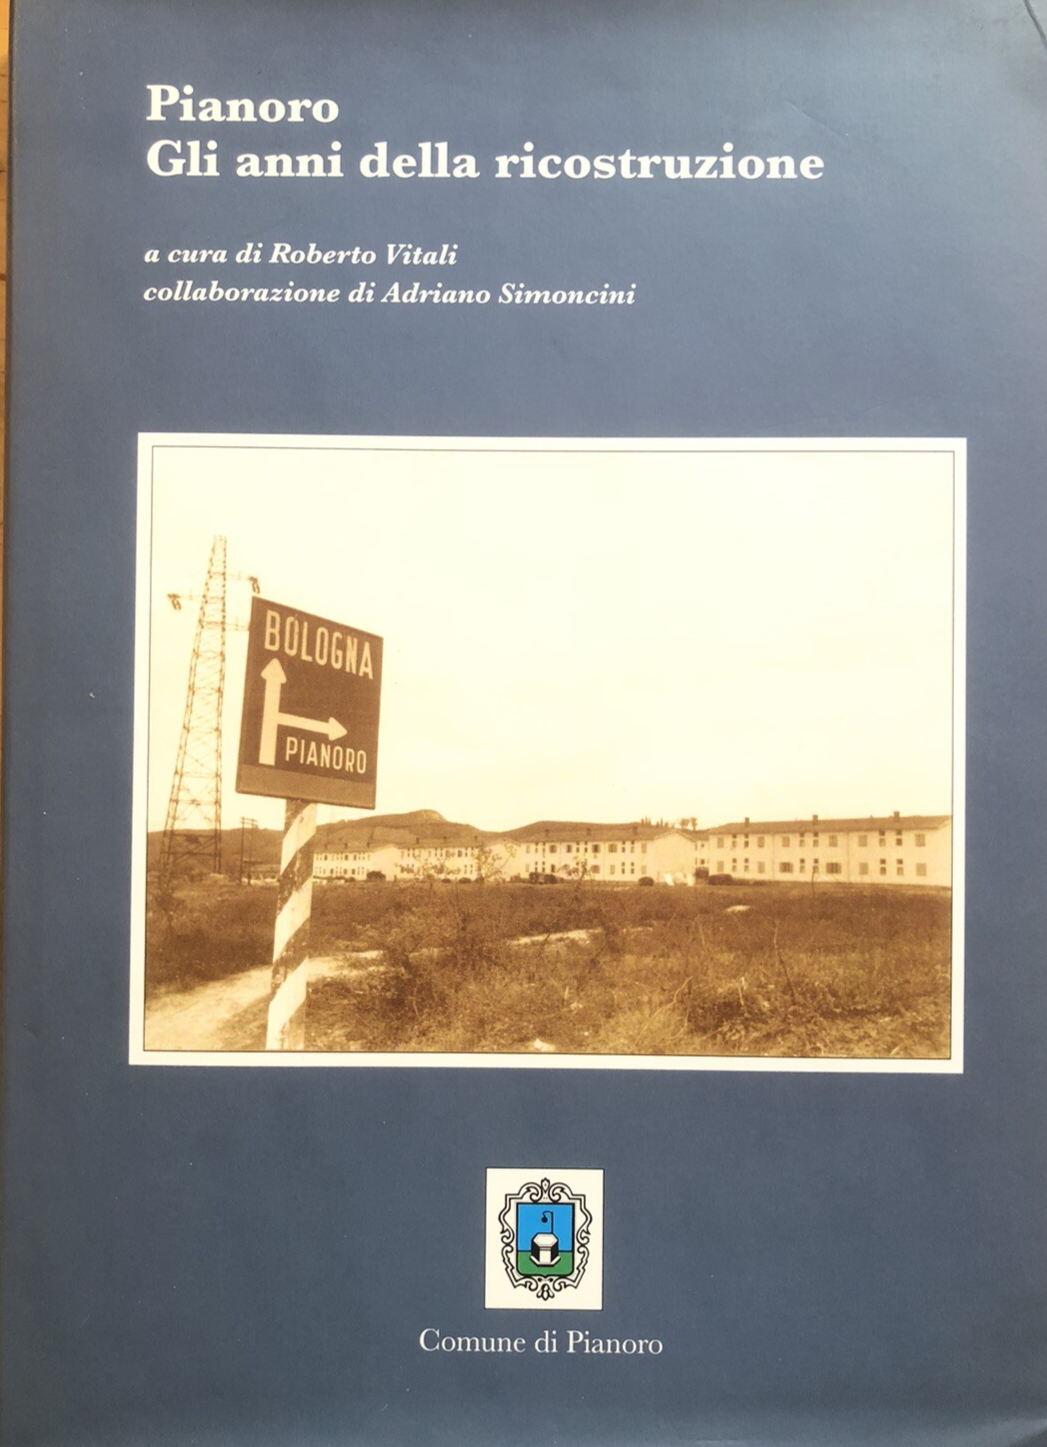 Pianoro
Gli anni della ricostruzione
a cura di Roberto Vitali
collaborazione di Adriano Simoncini
BOLOGNA
PIANORO
Comune di Pianoro